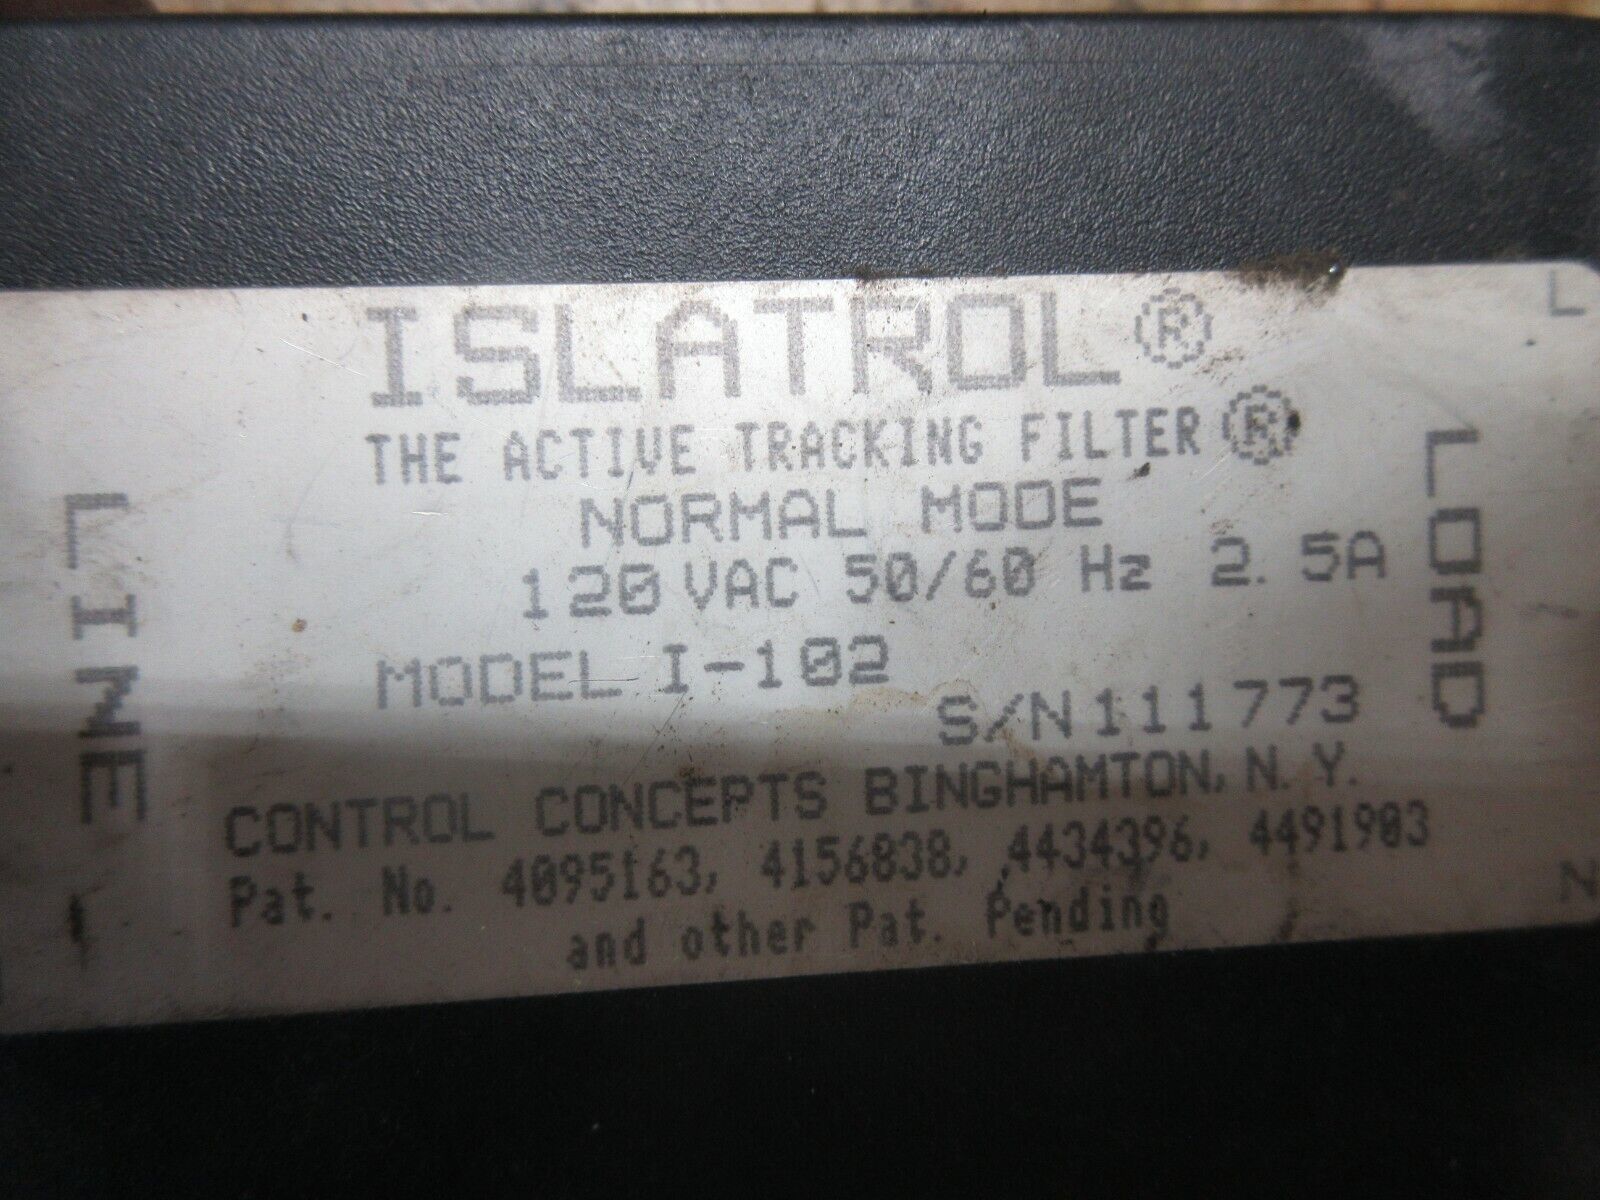 ISLATROL®
THE ACTIVE TRACKING FILTER®
NORMAL MODE
120 VAC 50/60 Hz 2.5A
MODEL I-102
S/N 111773
CONTROL CONCEPTS BINGHAMTON, N.Y.
Pat. No. 4095163, 4156838, 4434396, 4491903
and other Pat. Pending
LINE
LOAD
L
N